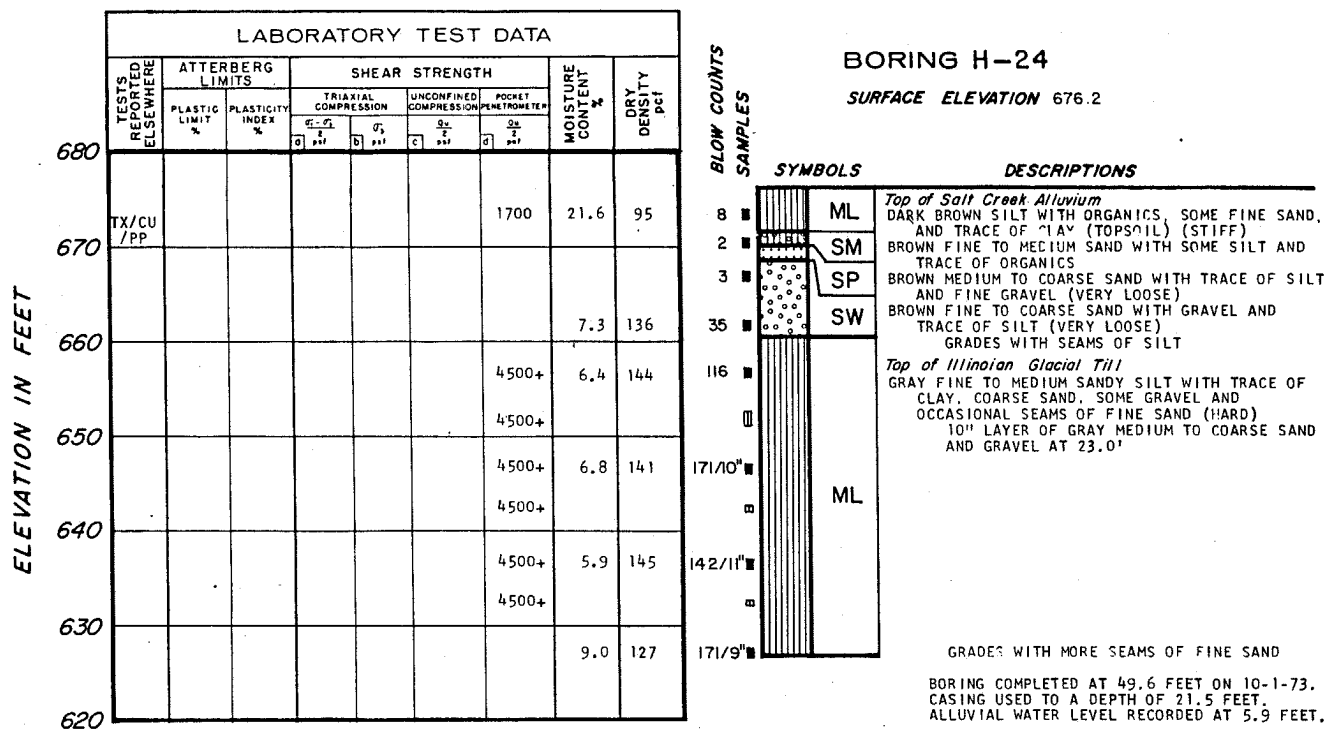 LABORATORY TEST DATA
TESTS REPORTED ELSEWHERE
ATTERBERG LIMITS
SHEAR STRENGTH
MOISTURE CONTENT %
DRY DENSITY pcf
PLASTIC LIMIT %
PLASTICITY INDEX %
TRIAXIAL COMPRESSION
UNCONFINED COMPRESSION
POCKET PENETROMETER
a psf
b psf
c Qu/2 psf
d Qu/2 psf
BLOW COUNTS
SAMPLES
BORING H-24
SURFACE ELEVATION 676.2
SYMBOLS
DESCRIPTIONS
ELEVATION IN FEET
680
670
660
650
640
630
620
TX/CU
/PP
1700 21.6 95
7.3 136
4500+ 6.4 144
4500+
4500+ 6.8 141
4500+
4500+ 5.9 145
4500+
9.0 127
8
2
3
35
116
171/10"
142/11"
171/9"
ML
SM
SP
SW
ML
Top of Salt Creek Alluvium
DARK BROWN SILT WITH ORGANICS, SOME FINE SAND,
AND TRACE OF CLAY (TOPSOIL) (STIFF)
BROWN FINE TO MEDIUM SAND WITH SOME SILT AND
TRACE OF ORGANICS
BROWN MEDIUM TO COARSE SAND WITH TRACE OF SILT
AND FINE GRAVEL (VERY LOOSE)
BROWN FINE TO COARSE SAND WITH GRAVEL AND
TRACE OF SILT (VERY LOOSE)
GRADES WITH SEAMS OF SILT
Top of Illinoian Glacial Till
GRAY FINE TO MEDIUM SANDY SILT WITH TRACE OF
CLAY, COARSE SAND, SOME GRAVEL AND
OCCASIONAL SEAMS OF FINE SAND (HARD)
10" LAYER OF GRAY MEDIUM TO COARSE SAND
AND GRAVEL AT 23.0'
GRADES WITH MORE SEAMS OF FINE SAND
BORING COMPLETED AT 49.6 FEET ON 10-1-73.
CASING USED TO A DEPTH OF 21.5 FEET.
ALLUVIAL WATER LEVEL RECORDED AT 5.9 FEET.